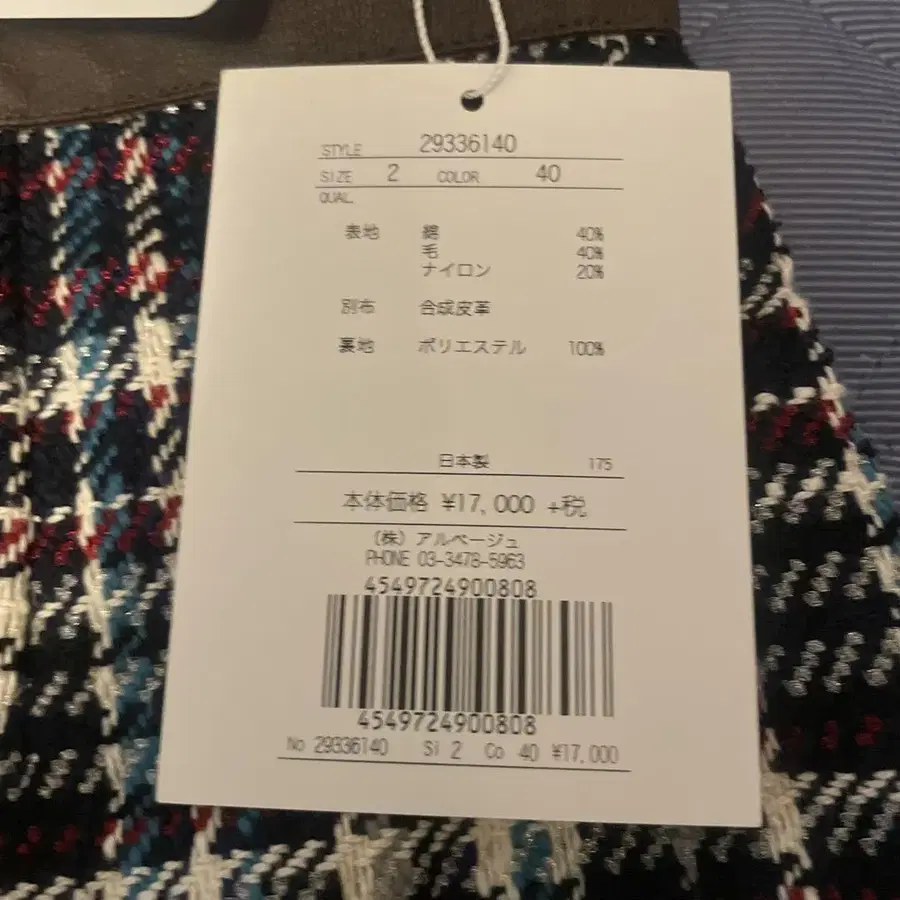 STYLE 29336140
SIZE 2 COLOR 40
QUAL.
表地 綿 40%
毛 40%
ナイロン 20%
別布 合成皮革
裏地 ポリエステル 100%
日本製 175
本体価格 ¥17,000 +税
(株) アルページュ
PHONE 03-3478-5963
4549724900808
4549724900808
No 29336140 Si 2 Co 40 ¥17,000